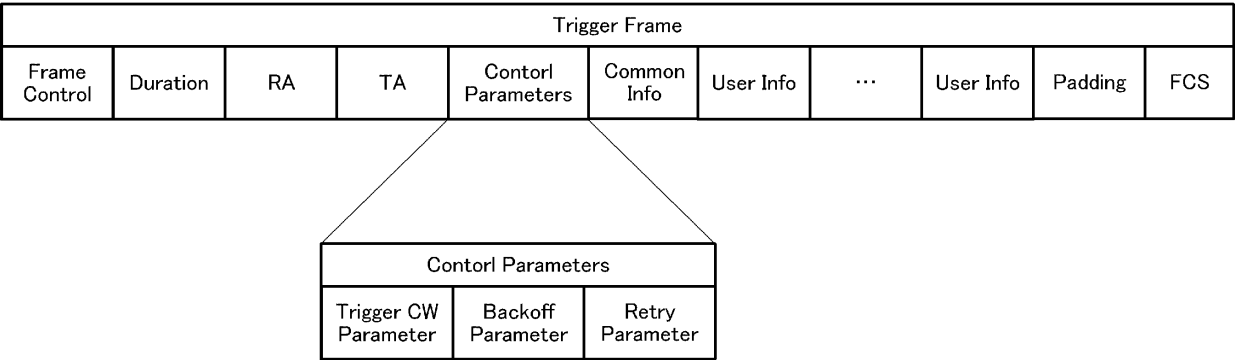 Trigger Frame
Frame
Control
Duration
RA
TA
Contorl
Parameters
Common
Info
User Info
…
User Info
Padding
FCS
Contorl Parameters
Trigger CW
Parameter
Backoff
Parameter
Retry
Parameter